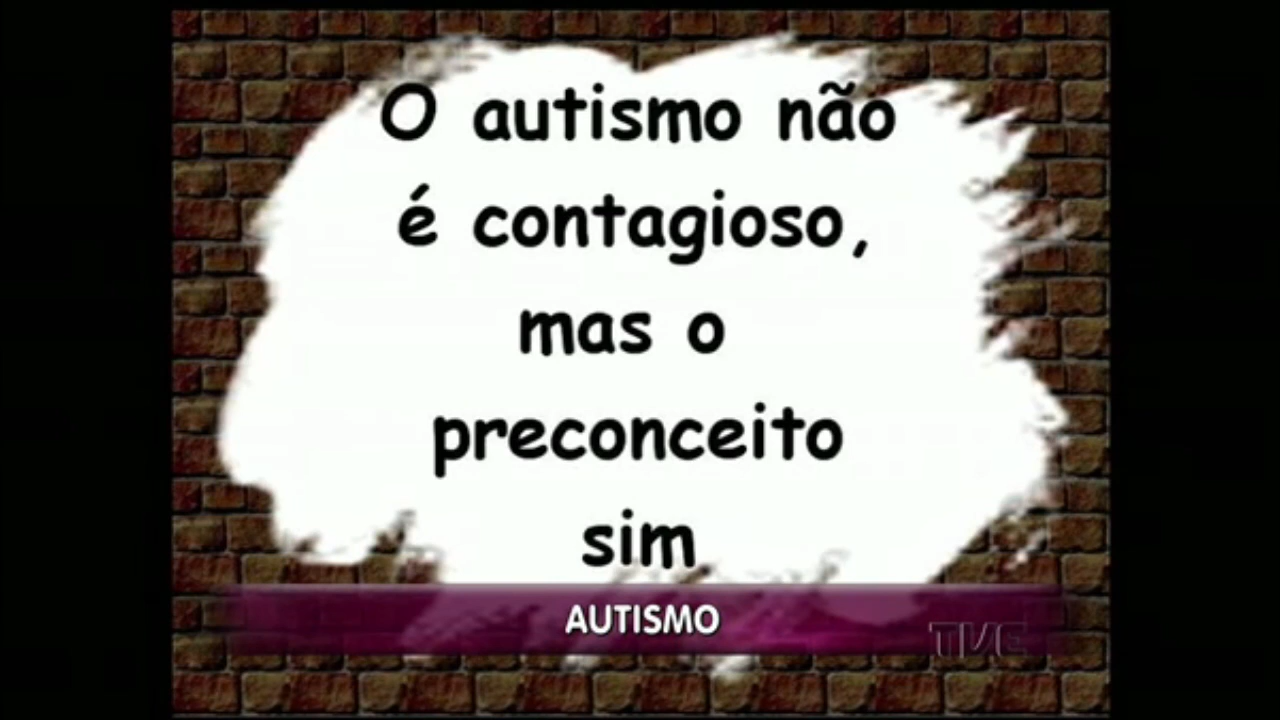 O autismo não
é contagioso,
mas o
preconceito
sim
AUTISMO
TVE